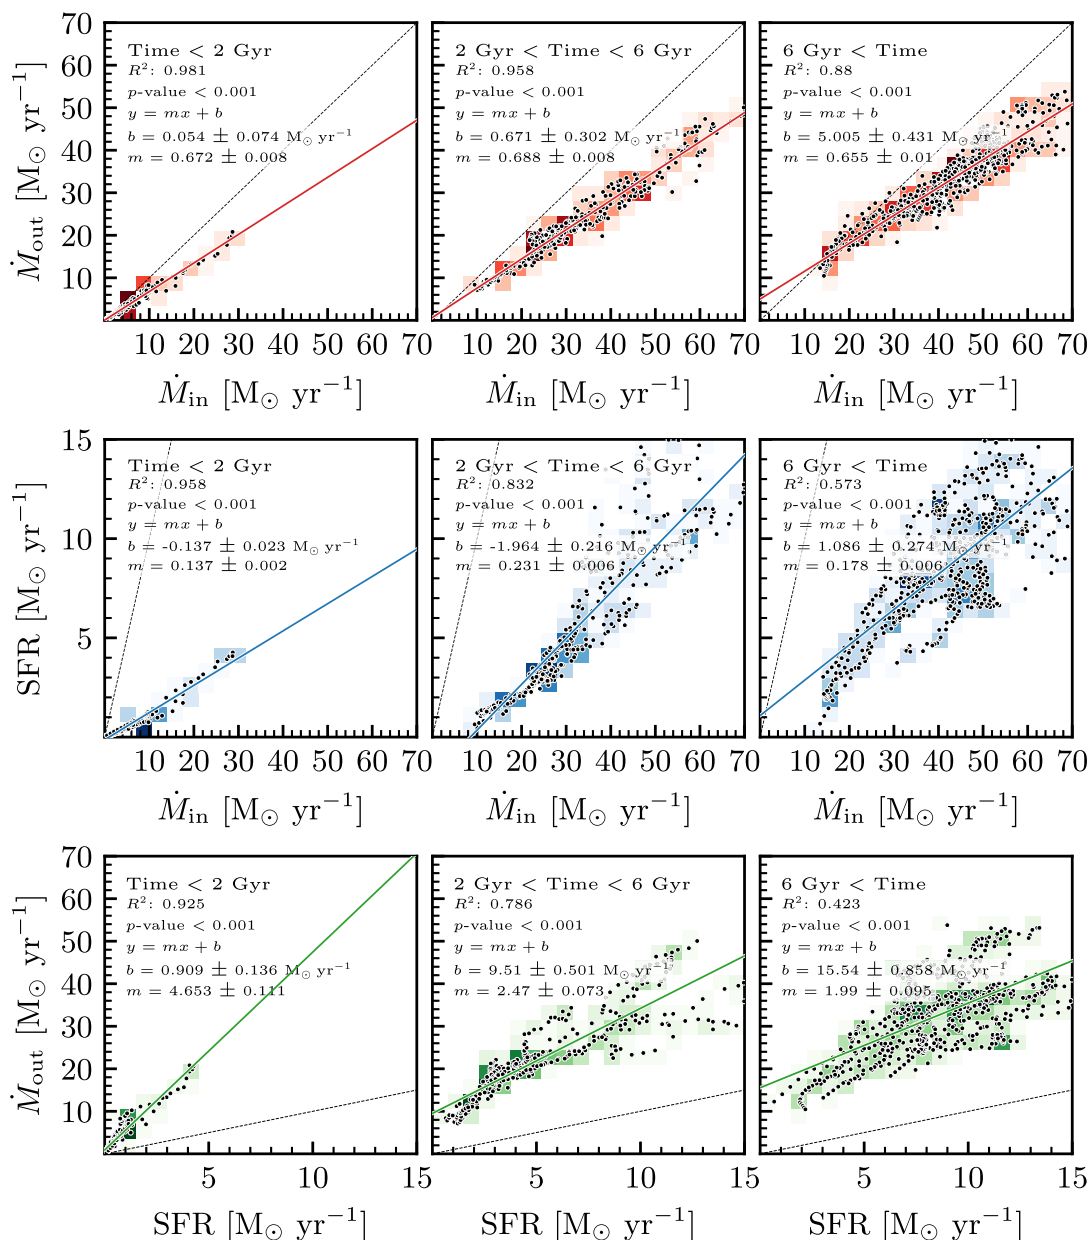 70
60
50
40
30
20
10
Ṁout [M⊙ yr−1]
Time < 2 Gyr
R2: 0.981
p-value < 0.001
y = mx + b
b = 0.054 ± 0.074 M⊙ yr−1
m = 0.672 ± 0.008
2 Gyr < Time < 6 Gyr
R2: 0.958
p-value < 0.001
y = mx + b
b = 0.671 ± 0.302 M⊙ yr−1
m = 0.688 ± 0.008
6 Gyr < Time
R2: 0.88
p-value < 0.001
y = mx + b
b = 5.005 ± 0.431 M⊙ yr−1
m = 0.655 ± 0.01
10 20 30 40 50 60 70
10 20 30 40 50 60 70
10 20 30 40 50 60 70
Ṁin [M⊙ yr−1]
Ṁin [M⊙ yr−1]
Ṁin [M⊙ yr−1]
15
10
5
SFR [M⊙ yr−1]
Time < 2 Gyr
R2: 0.958
p-value < 0.001
y = mx + b
b = -0.137 ± 0.023 M⊙ yr−1
m = 0.137 ± 0.002
2 Gyr < Time < 6 Gyr
R2: 0.832
p-value < 0.001
y = mx + b
b = -1.964 ± 0.216 M⊙ yr−1
m = 0.231 ± 0.006
6 Gyr < Time
R2: 0.573
p-value < 0.001
y = mx + b
b = 1.086 ± 0.274 M⊙ yr−1
m = 0.178 ± 0.006
10 20 30 40 50 60 70
10 20 30 40 50 60 70
10 20 30 40 50 60 70
Ṁin [M⊙ yr−1]
Ṁin [M⊙ yr−1]
Ṁin [M⊙ yr−1]
70
60
50
40
30
20
10
Ṁout [M⊙ yr−1]
Time < 2 Gyr
R2: 0.925
p-value < 0.001
y = mx + b
b = 0.909 ± 0.136 M⊙ yr−1
m = 4.653 ± 0.111
2 Gyr < Time < 6 Gyr
R2: 0.786
p-value < 0.001
y = mx + b
b = 9.51 ± 0.501 M⊙ yr−1
m = 2.47 ± 0.073
6 Gyr < Time
R2: 0.423
p-value < 0.001
y = mx + b
b = 15.54 ± 0.858 M⊙ yr−1
m = 1.99 ± 0.095
5 10 15
5 10 15
5 10 15
SFR [M⊙ yr−1]
SFR [M⊙ yr−1]
SFR [M⊙ yr−1]